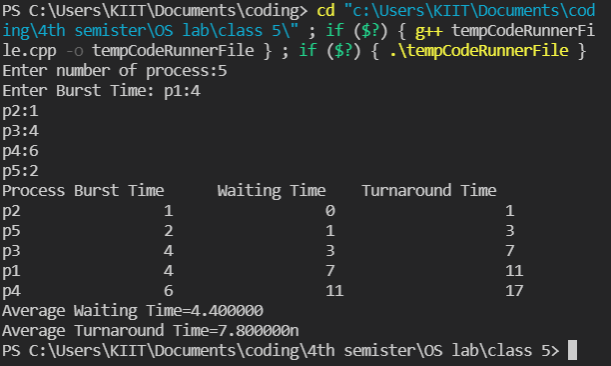 PS C:\Users\KIIT\Documents\coding> cd "c:\Users\KIIT\Documents\cod
ing\4th semister\OS lab\class 5\" ; if ($?) { g++ tempCodeRunnerFi
le.cpp -o tempCodeRunnerFile } ; if ($?) { .\tempCodeRunnerFile }
Enter number of process:5
Enter Burst Time: p1:4
p2:1
p3:4
p4:6
p5:2
Process Burst Time Waiting Time Turnaround Time
p2 1 0 1
p5 2 1 3
p3 4 3 7
p1 4 7 11
p4 6 11 17
Average Waiting Time=4.400000
Average Turnaround Time=7.800000n
PS C:\Users\KIIT\Documents\coding\4th semister\OS lab\class 5>